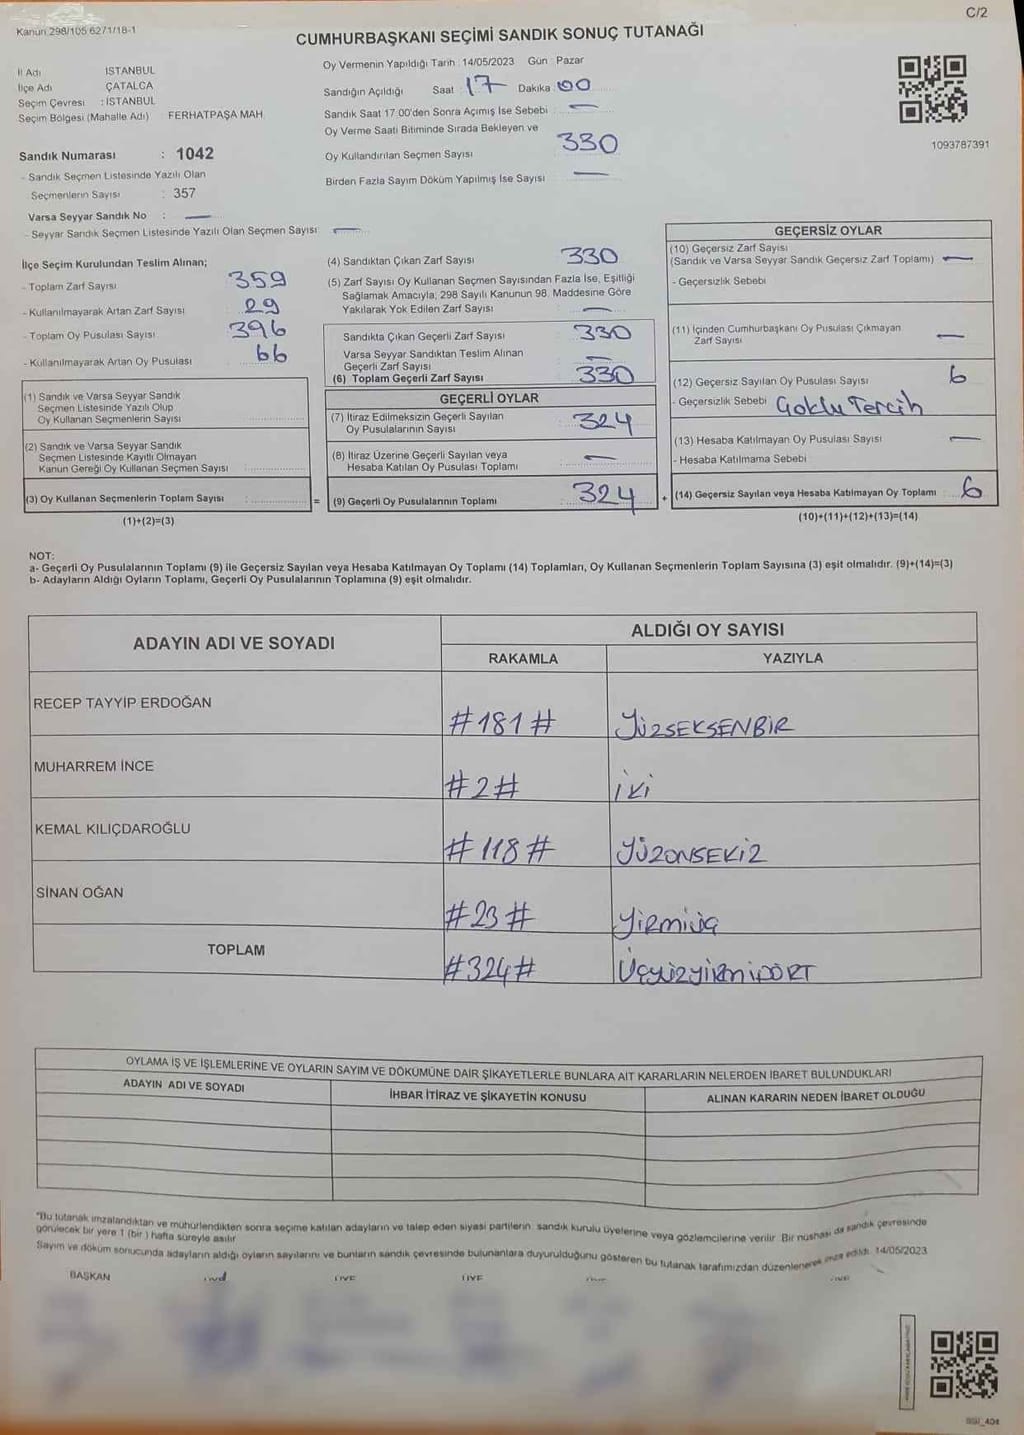 C/2
Kanun 298/105 6271/18-1
CUMHURBAŞKANI SEÇİMİ SANDIK SONUÇ TUTANAĞI
İl Adı İSTANBUL
İlçe Adı ÇATALCA
Seçim Çevresi : İSTANBUL
Seçim Bölgesi (Mahalle Adı) : FERHATPAŞA MAH
Sandık Numarası : 1042
- Sandık Seçmen Listesinde Yazılı Olan
Seçmenlerin Sayısı : 357
Varsa Seyyar Sandık No : —
- Seyyar Sandık Seçmen Listesinde Yazılı Olan Seçmen Sayısı: —
Oy Vermenin Yapıldığı Tarih : 14/05/2023 Gün : Pazar
Sandığın Açıldığı Saat : 17 Dakika : 00
Sandık Saat 17:00'den Sonra Açımış İse Sebebi : —
Oy Verme Saati Bitiminde Sırada Bekleyen ve
Oy Kullandırılan Seçmen Sayısı 330
Birden Fazla Sayım Döküm Yapılmış İse Sayısı —
1093787391
İlçe Seçim Kurulundan Teslim Alınan;
- Toplam Zarf Sayısı 359
- Kullanılmayarak Artan Zarf Sayısı 29
- Toplam Oy Pusulası Sayısı 396
- Kullanılmayarak Artan Oy Pusulası 66
(1) Sandık ve Varsa Seyyar Sandık
Seçmen Listesinde Yazılı Olup
Oy Kullanan Seçmenlerin Sayısı
(2) Sandık ve Varsa Seyyar Sandık
Seçmen Listesinde Kayıtlı Olmayan
Kanun Gereği Oy Kullanan Seçmen Sayısı
(3) Oy Kullanan Seçmenlerin Toplam Sayısı
(1)+(2)=(3)
(4) Sandıktan Çıkan Zarf Sayısı 330
(5) Zarf Sayısı Oy Kullanan Seçmen Sayısından Fazla İse, Eşitliği
Sağlamak Amacıyla, 298 Sayılı Kanunun 98. Maddesine Göre
Yakılarak Yok Edilen Zarf Sayısı —
Sandıkta Çıkan Geçerli Zarf Sayısı 330
Varsa Seyyar Sandıktan Teslim Alınan
Geçerli Zarf Sayısı —
(6) Toplam Geçerli Zarf Sayısı 330
GEÇERLİ OYLAR
(7) İtiraz Edilmeksizin Geçerli Sayılan
Oy Pusulalarının Sayısı 324
(8) İtiraz Üzerine Geçerli Sayılan veya
Hesaba Katılan Oy Pusulası Toplamı —
= (9) Geçerli Oy Pusulalarının Toplamı 324
GEÇERSİZ OYLAR
(10) Geçersiz Zarf Sayısı
(Sandık ve Varsa Seyyar Sandık Geçersiz Zarf Toplamı) —
- Geçersizlik Sebebi
(11) İçinden Cumhurbaşkanı Oy Pusulası Çıkmayan
Zarf Sayısı —
(12) Geçersiz Sayılan Oy Pusulası Sayısı 6
- Geçersizlik Sebebi Çoklu Tercih
(13) Hesaba Katılmayan Oy Pusulası Sayısı —
- Hesaba Katılmama Sebebi
+ (14) Geçersiz Sayılan veya Hesaba Katılmayan Oy Toplamı 6
(10)+(11)+(12)+(13)=(14)
NOT:
a- Geçerli Oy Pusulalarının Toplamı (9) ile Geçersiz Sayılan veya Hesaba Katılmayan Oy Toplamı (14) Toplamları, Oy Kullanan Seçmenlerin Toplam Sayısına (3) eşit olmalıdır. (9)+(14)=(3)
b- Adayların Aldığı Oyların Toplamı, Geçerli Oy Pusulalarının Toplamına (9) eşit olmalıdır.
ADAYIN ADI VE SOYADI
ALDIĞI OY SAYISI
RAKAMLA YAZIYLA
RECEP TAYYİP ERDOĞAN #181# YÜZSEKSENBİR
MUHARREM İNCE #2# İKİ
KEMAL KILIÇDAROĞLU #118# YÜZONSEKİZ
SİNAN OĞAN #23# YİRMİÜÇ
TOPLAM #324# ÜÇYÜZYİRMİDÖRT
OYLAMA İŞ VE İŞLEMLERİNE VE OYLARIN SAYIM VE DÖKÜMÜNE DAİR ŞİKAYETLERLE BUNLARA AİT KARARLARIN NELERDEN İBARET BULUNDUKLARI
ADAYIN ADI VE SOYADI İHBAR İTİRAZ VE ŞİKAYETİN KONUSU ALINAN KARARIN NEDEN İBARET OLDUĞU
"Bu tutanak imzalandıktan ve mühürlendikten sonra seçime katılan adayların ve talep eden siyasi partilerin sandık kurulu üyelerine veya gözlemcilerine verilir. Bir nüshası da sandık çevresinde
görülecek bir yere 1 (bir) hafta süreyle asılır
Sayım ve döküm sonucunda adayların aldığı oyların sayılarını ve bunların sandık çevresinde bulunanlara duyurulduğunu gösteren bu tutanak tarafımızdan düzenlenerek imza edildi. 14/05/2023
BAŞKAN ÜYE ÜYE